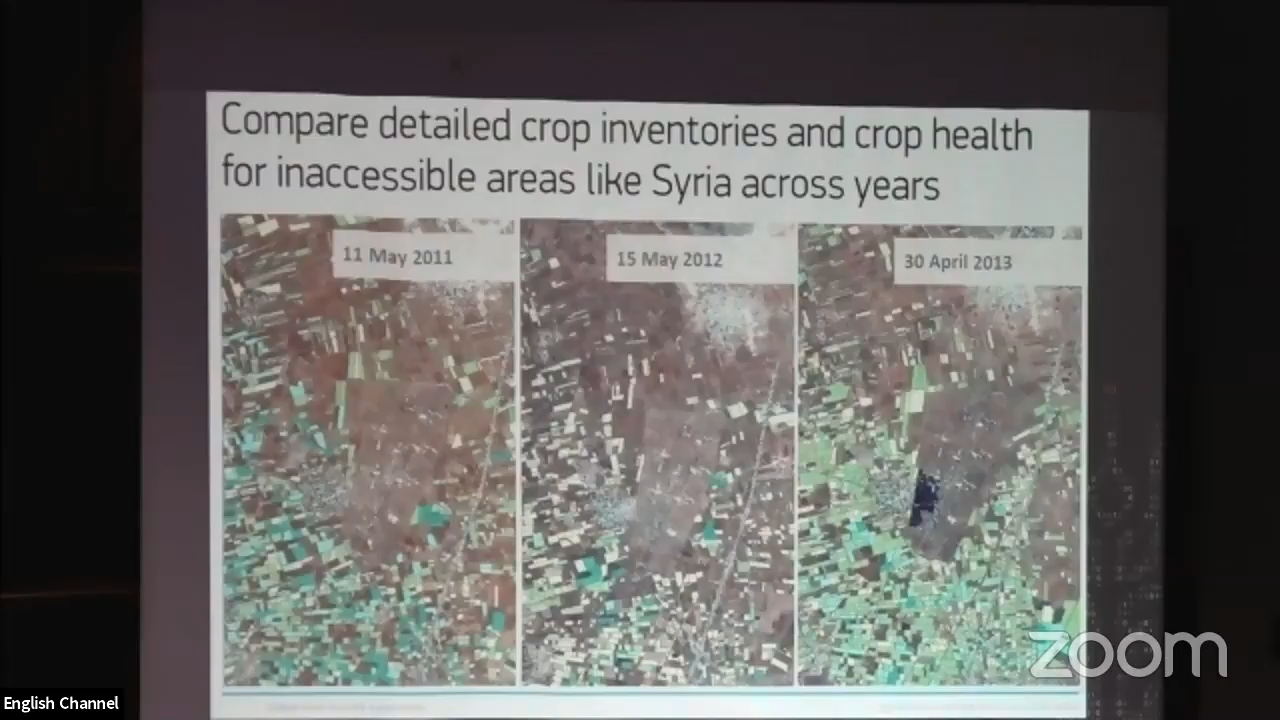 Compare detailed crop inventories and crop health
for inaccessible areas like Syria across years
11 May 2011
15 May 2012
30 April 2013
zoom
English Channel